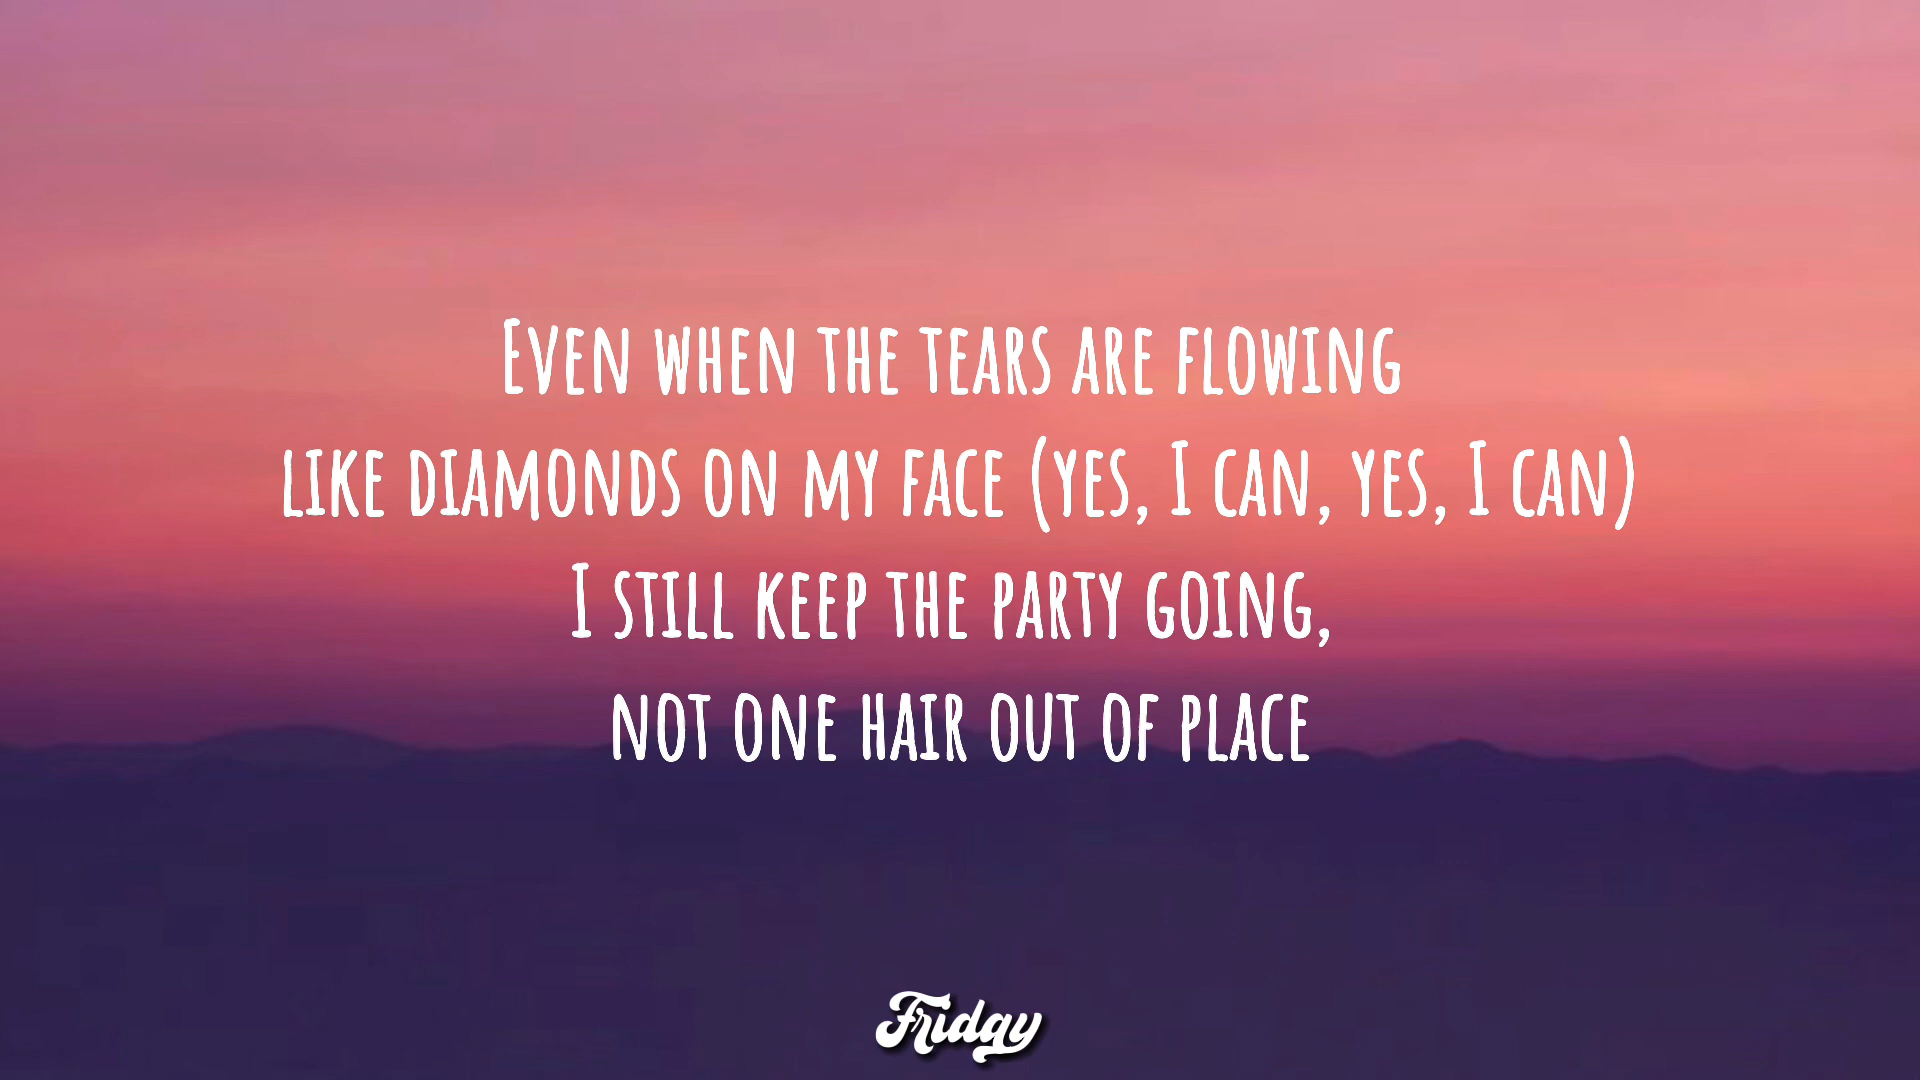 Even when the tears are flowing
like diamonds on my face (yes, I can, yes, I can)
I still keep the party going,
not one hair out of place
Friday